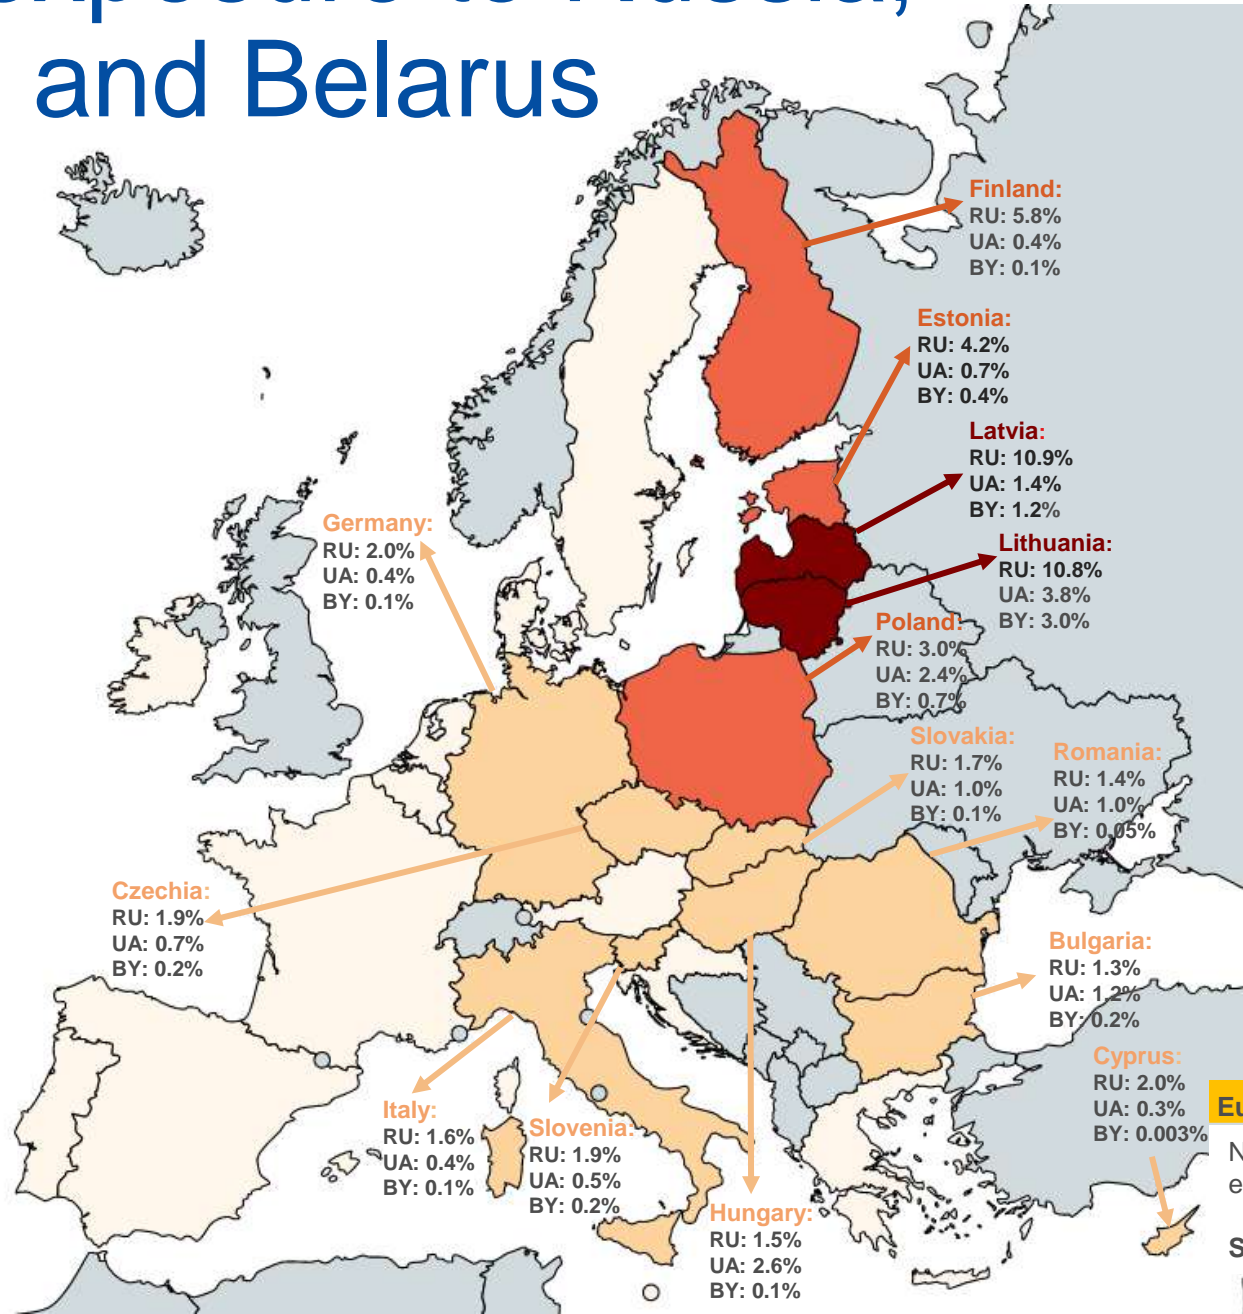 and Belarus
Finland:
RU: 5.8%
UA: 0.4%
BY: 0.1%
Estonia:
RU: 4.2%
UA: 0.7%
BY: 0.4%
Latvia:
RU: 10.9%
UA: 1.4%
BY: 1.2%
Lithuania:
RU: 10.8%
UA: 3.8%
BY: 3.0%
Germany:
RU: 2.0%
UA: 0.4%
BY: 0.1%
Poland:
RU: 3.0%
UA: 2.4%
BY: 0.7%
Slovakia:
RU: 1.7%
UA: 1.0%
BY: 0.1%
Romania:
RU: 1.4%
UA: 1.0%
BY: 0.05%
Czechia:
RU: 1.9%
UA: 0.7%
BY: 0.2%
Bulgaria:
RU: 1.3%
UA: 1.2%
BY: 0.2%
Cyprus:
RU: 2.0%
UA: 0.3%
BY: 0.003%
Italy:
RU: 1.6%
UA: 0.4%
BY: 0.1%
Slovenia:
RU: 1.9%
UA: 0.5%
BY: 0.2%
Hungary:
RU: 1.5%
UA: 2.6%
BY: 0.1%